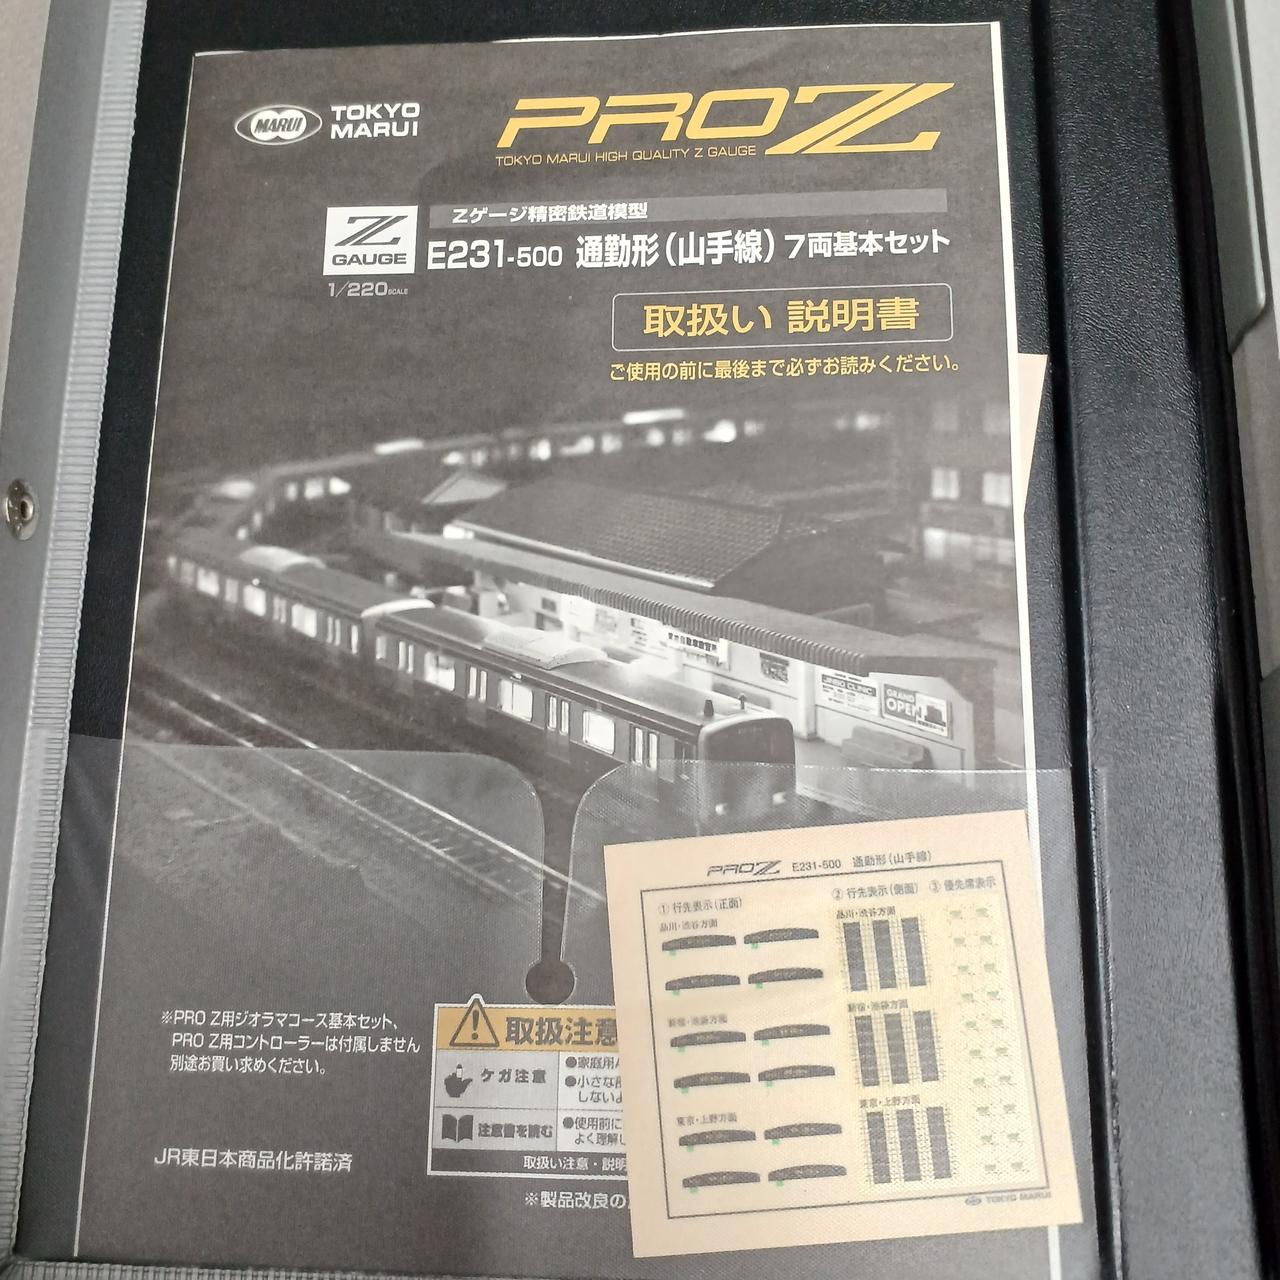 MARUI
TOKYO
MARUI
PRO Z
TOKYO MARUI HIGH QUALITY Z GAUGE
Z
GAUGE
1/220 SCALE
Zゲージ精密鉄道模型
E231-500 通勤形(山手線) 7両基本セット
取扱い 説明書
ご使用の前に最後まで必ずお読みください。
JINBO CLINIC
GRAND
OPEN
※PRO Z用ジオラマコース基本セット、
PRO Z用コントローラーは付属しません
別途お買い求めください。
JR東日本商品化許諾済
取扱注意
ケガ注意
●家庭用
●小さな
しないよ
注意書を読む
●使用前に
よく理解し
取扱い注意・説明
※製品改良の
PRO Z E231-500 通勤形(山手線)
① 行先表示(正面)
② 行先表示(側面)
③ 優先席表示
品川・渋谷方面
品川・渋谷方面
新宿・池袋方面
新宿・池袋方面
東京・上野方面
東京・上野方面
TOKYO MARUI